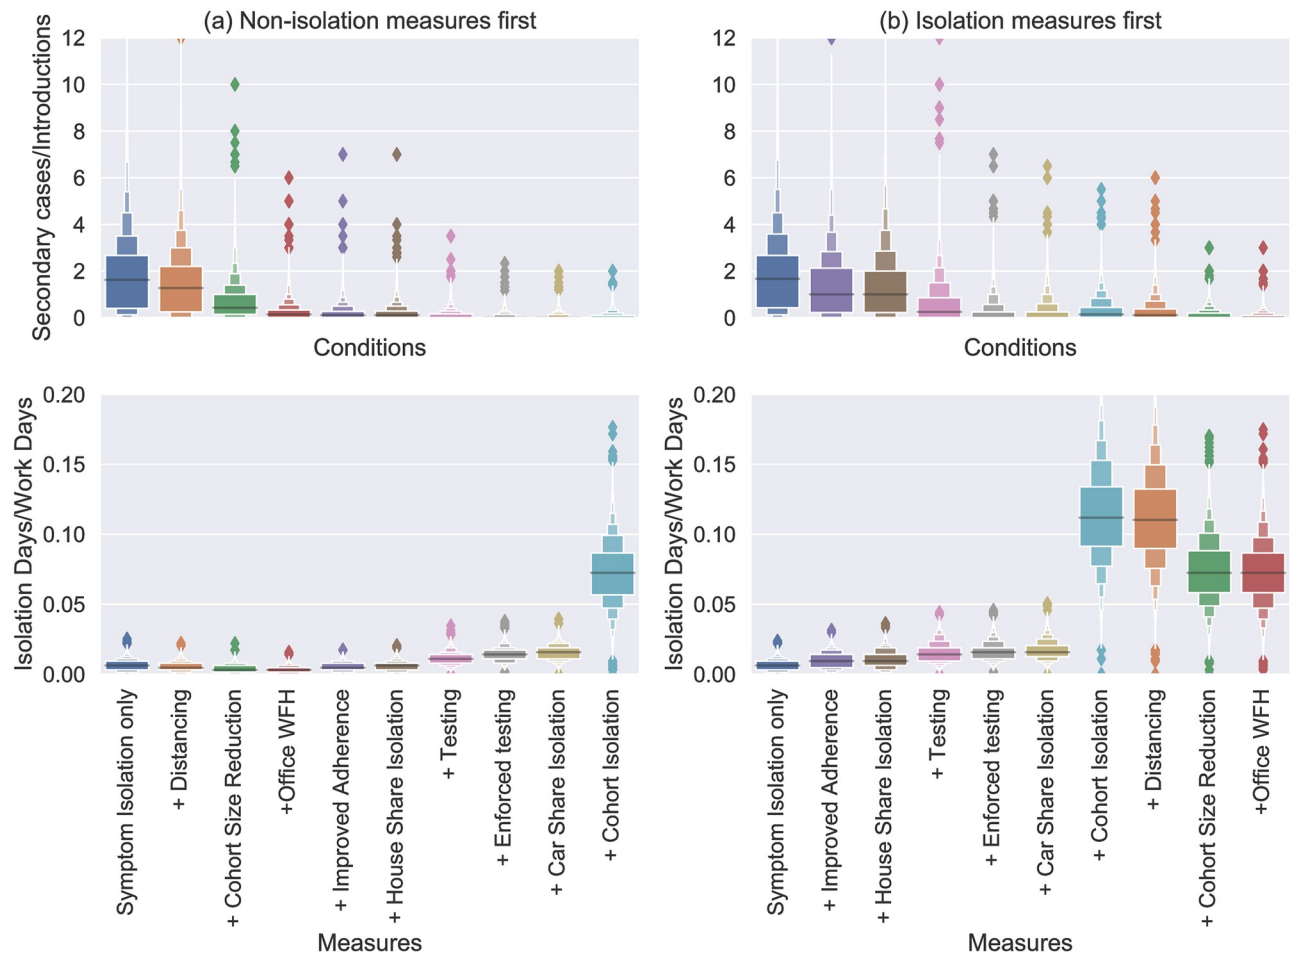 (a) Non-isolation measures first
(b) Isolation measures first
Secondary cases/Introductions
12
10
8
6
4
2
0
Conditions
12
10
8
6
4
2
0
Conditions
Isolation Days/Work Days
0.20
0.15
0.10
0.05
0.00
Symptom Isolation only
+ Distancing
+ Cohort Size Reduction
+Office WFH
+ Improved Adherence
+ House Share Isolation
+ Testing
+ Enforced testing
+ Car Share Isolation
+ Cohort Isolation
Measures
Isolation Days/Work Days
0.20
0.15
0.10
0.05
0.00
Symptom Isolation only
+ Improved Adherence
+ House Share Isolation
+ Testing
+ Enforced testing
+ Car Share Isolation
+ Cohort Isolation
+ Distancing
+ Cohort Size Reduction
+Office WFH
Measures